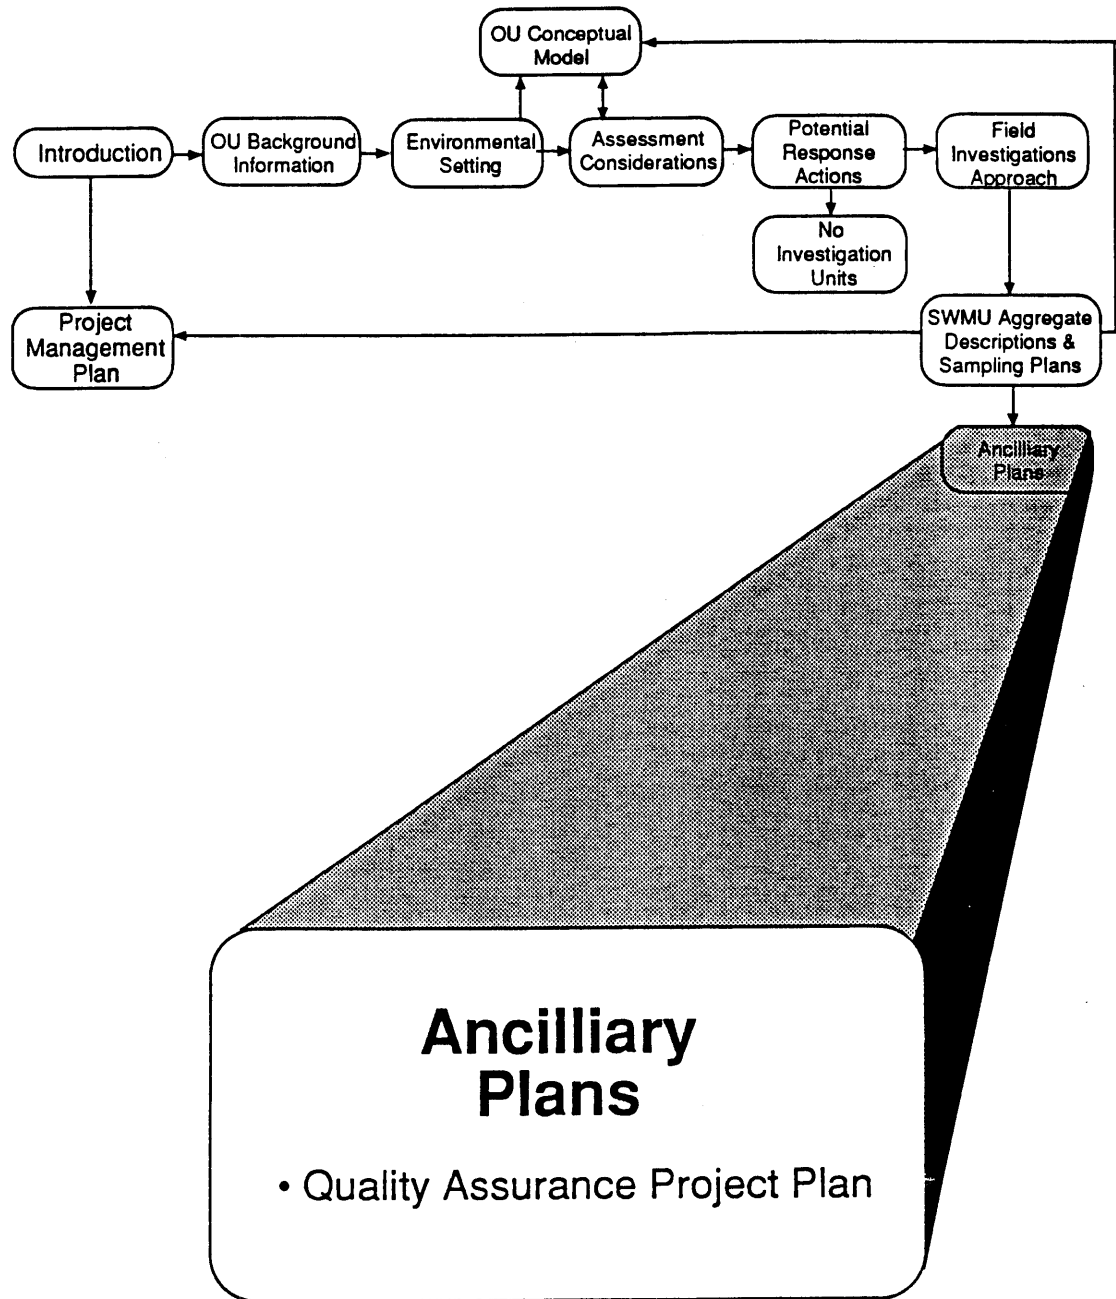 OU Conceptual
Model
Introduction
OU Background
Information
Environmental
Setting
Assessment
Considerations
Potential
Response
Actions
Field
Investigations
Approach
No
Investigation
Units
Project
Management
Plan
SWMU Aggregate
Descriptions &
Sampling Plans
Ancilliary
Plans
Ancilliary
Plans
• Quality Assurance Project Plan